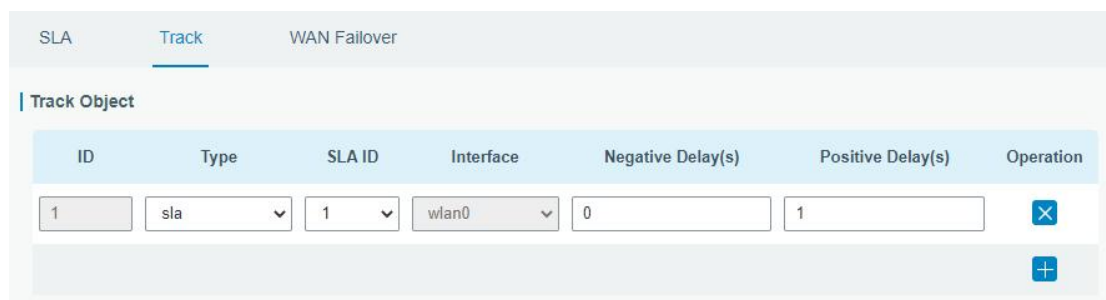 SLA Track WAN Failover
Track Object
ID Type SLA ID Interface Negative Delay(s) Positive Delay(s) Operation
1 sla 1 wlan0 0 1